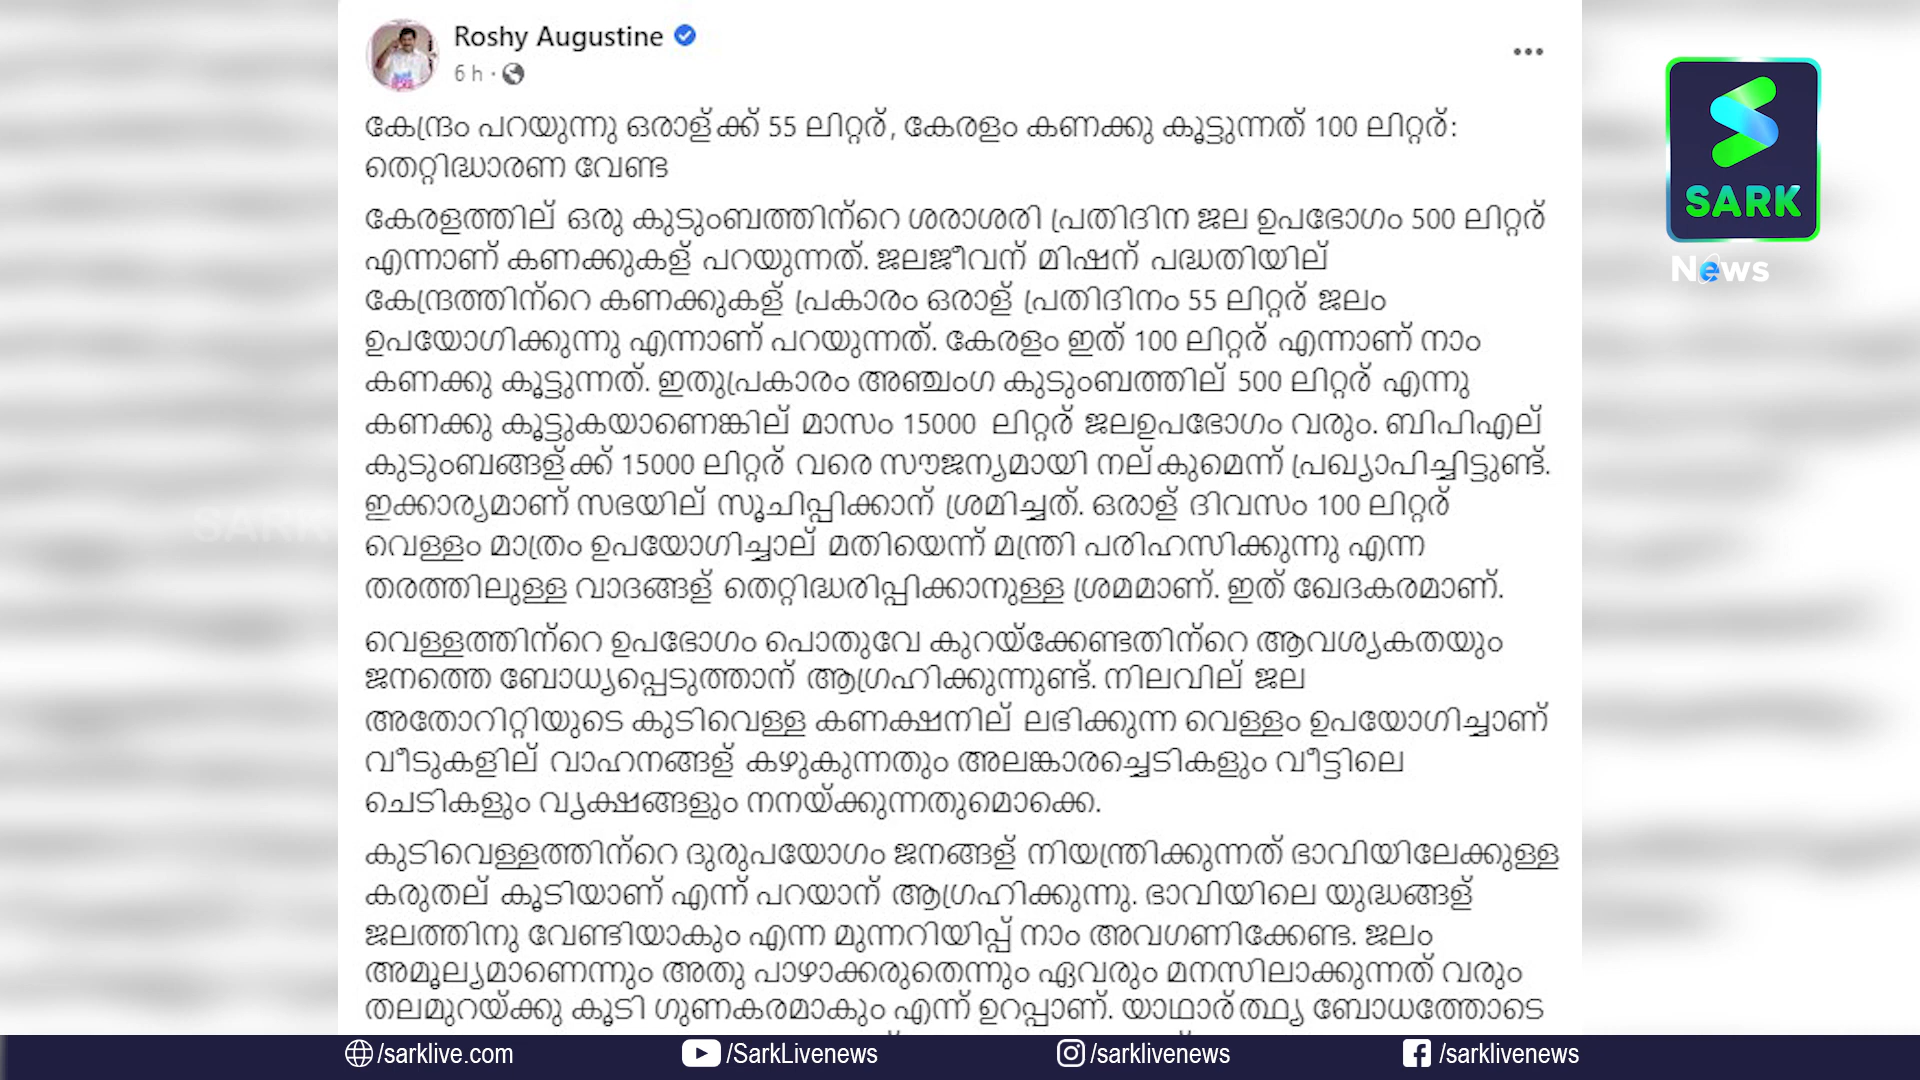 Roshy Augustine
6 h
കേന്ദ്രം പറയുന്നു ഒരാള്ക്ക് 55 ലിറ്റര്, കേരളം കണക്കു കൂട്ടുന്നത് 100 ലിറ്റര്:
തെറ്റിദ്ധാരണ വേണ്ട
കേരളത്തില് ഒരു കുടുംബത്തിന്റെ ശരാശരി പ്രതിദിന ജല ഉപഭോഗം 500 ലിറ്റര്
എന്നാണ് കണക്കുകള് പറയുന്നത്. ജലജീവന് മിഷന് പദ്ധതിയില്
കേന്ദ്രത്തിന്റെ കണക്കുകള് പ്രകാരം ഒരാള് പ്രതിദിനം 55 ലിറ്റര് ജലം
ഉപയോഗിക്കുന്നു എന്നാണ് പറയുന്നത്. കേരളം ഇത് 100 ലിറ്റര് എന്നാണ് നാം
കണക്കു കൂട്ടുന്നത്. ഇതുപ്രകാരം അഞ്ചംഗ കുടുംബത്തില് 500 ലിറ്റര് എന്നു
കണക്കു കൂട്ടുകയാണെങ്കില് മാസം 15000 ലിറ്റര് ജലഉപഭോഗം വരും. ബിപിഎല്
കുടുംബങ്ങള്ക്ക് 15000 ലിറ്റര് വരെ സൗജന്യമായി നല്കുമെന്ന് പ്രഖ്യാപിച്ചിട്ടുണ്ട്.
ഇക്കാര്യമാണ് സഭയില് സൂചിപ്പിക്കാന് ശ്രമിച്ചത്. ഒരാള് ദിവസം 100 ലിറ്റര്
വെള്ളം മാത്രം ഉപയോഗിച്ചാല് മതിയെന്ന് മന്ത്രി പരിഹസിക്കുന്നു എന്ന
തരത്തിലുള്ള വാദങ്ങള് തെറ്റിദ്ധരിപ്പിക്കാനുള്ള ശ്രമമാണ്. ഇത് ഖേദകരമാണ്.
വെള്ളത്തിന്റെ ഉപഭോഗം പൊതുവേ കുറയ്ക്കേണ്ടതിന്റെ ആവശ്യകതയും
ജനത്തെ ബോധ്യപ്പെടുത്താന് ആഗ്രഹിക്കുന്നുണ്ട്. നിലവില് ജല
അതോറിറ്റിയുടെ കുടിവെള്ള കണക്ഷനില് ലഭിക്കുന്ന വെള്ളം ഉപയോഗിച്ചാണ്
വീടുകളില് വാഹനങ്ങള് കഴുകുന്നതും അലങ്കാരച്ചെടികളും വീട്ടിലെ
ചെടികളും വൃക്ഷങ്ങളും നനയ്ക്കുന്നതുമൊക്കെ.
കുടിവെള്ളത്തിന്റെ ദുരുപയോഗം ജനങ്ങള് നിയന്ത്രിക്കുന്നത് ഭാവിയിലേക്കുള്ള
കരുതല് കൂടിയാണ് എന്ന് പറയാന് ആഗ്രഹിക്കുന്നു. ഭാവിയിലെ യുദ്ധങ്ങള്
ജലത്തിനു വേണ്ടിയാകും എന്ന മുന്നറിയിപ്പ് നാം അവഗണിക്കേണ്ട. ജലം
അമൂല്യമാണെന്നും അതു പാഴാക്കരുതെന്നും ഏവരും മനസിലാക്കുന്നത് വരും
തലമുറയ്ക്കു കൂടി ഗുണകരമാകും എന്ന് ഉറപ്പാണ്. യാഥാര്ത്ഥ്യ ബോധത്തോടെ
SARK
News
SARK
/sarklive.com
/SarkLivenews
/sarklivenews
/sarklivenews